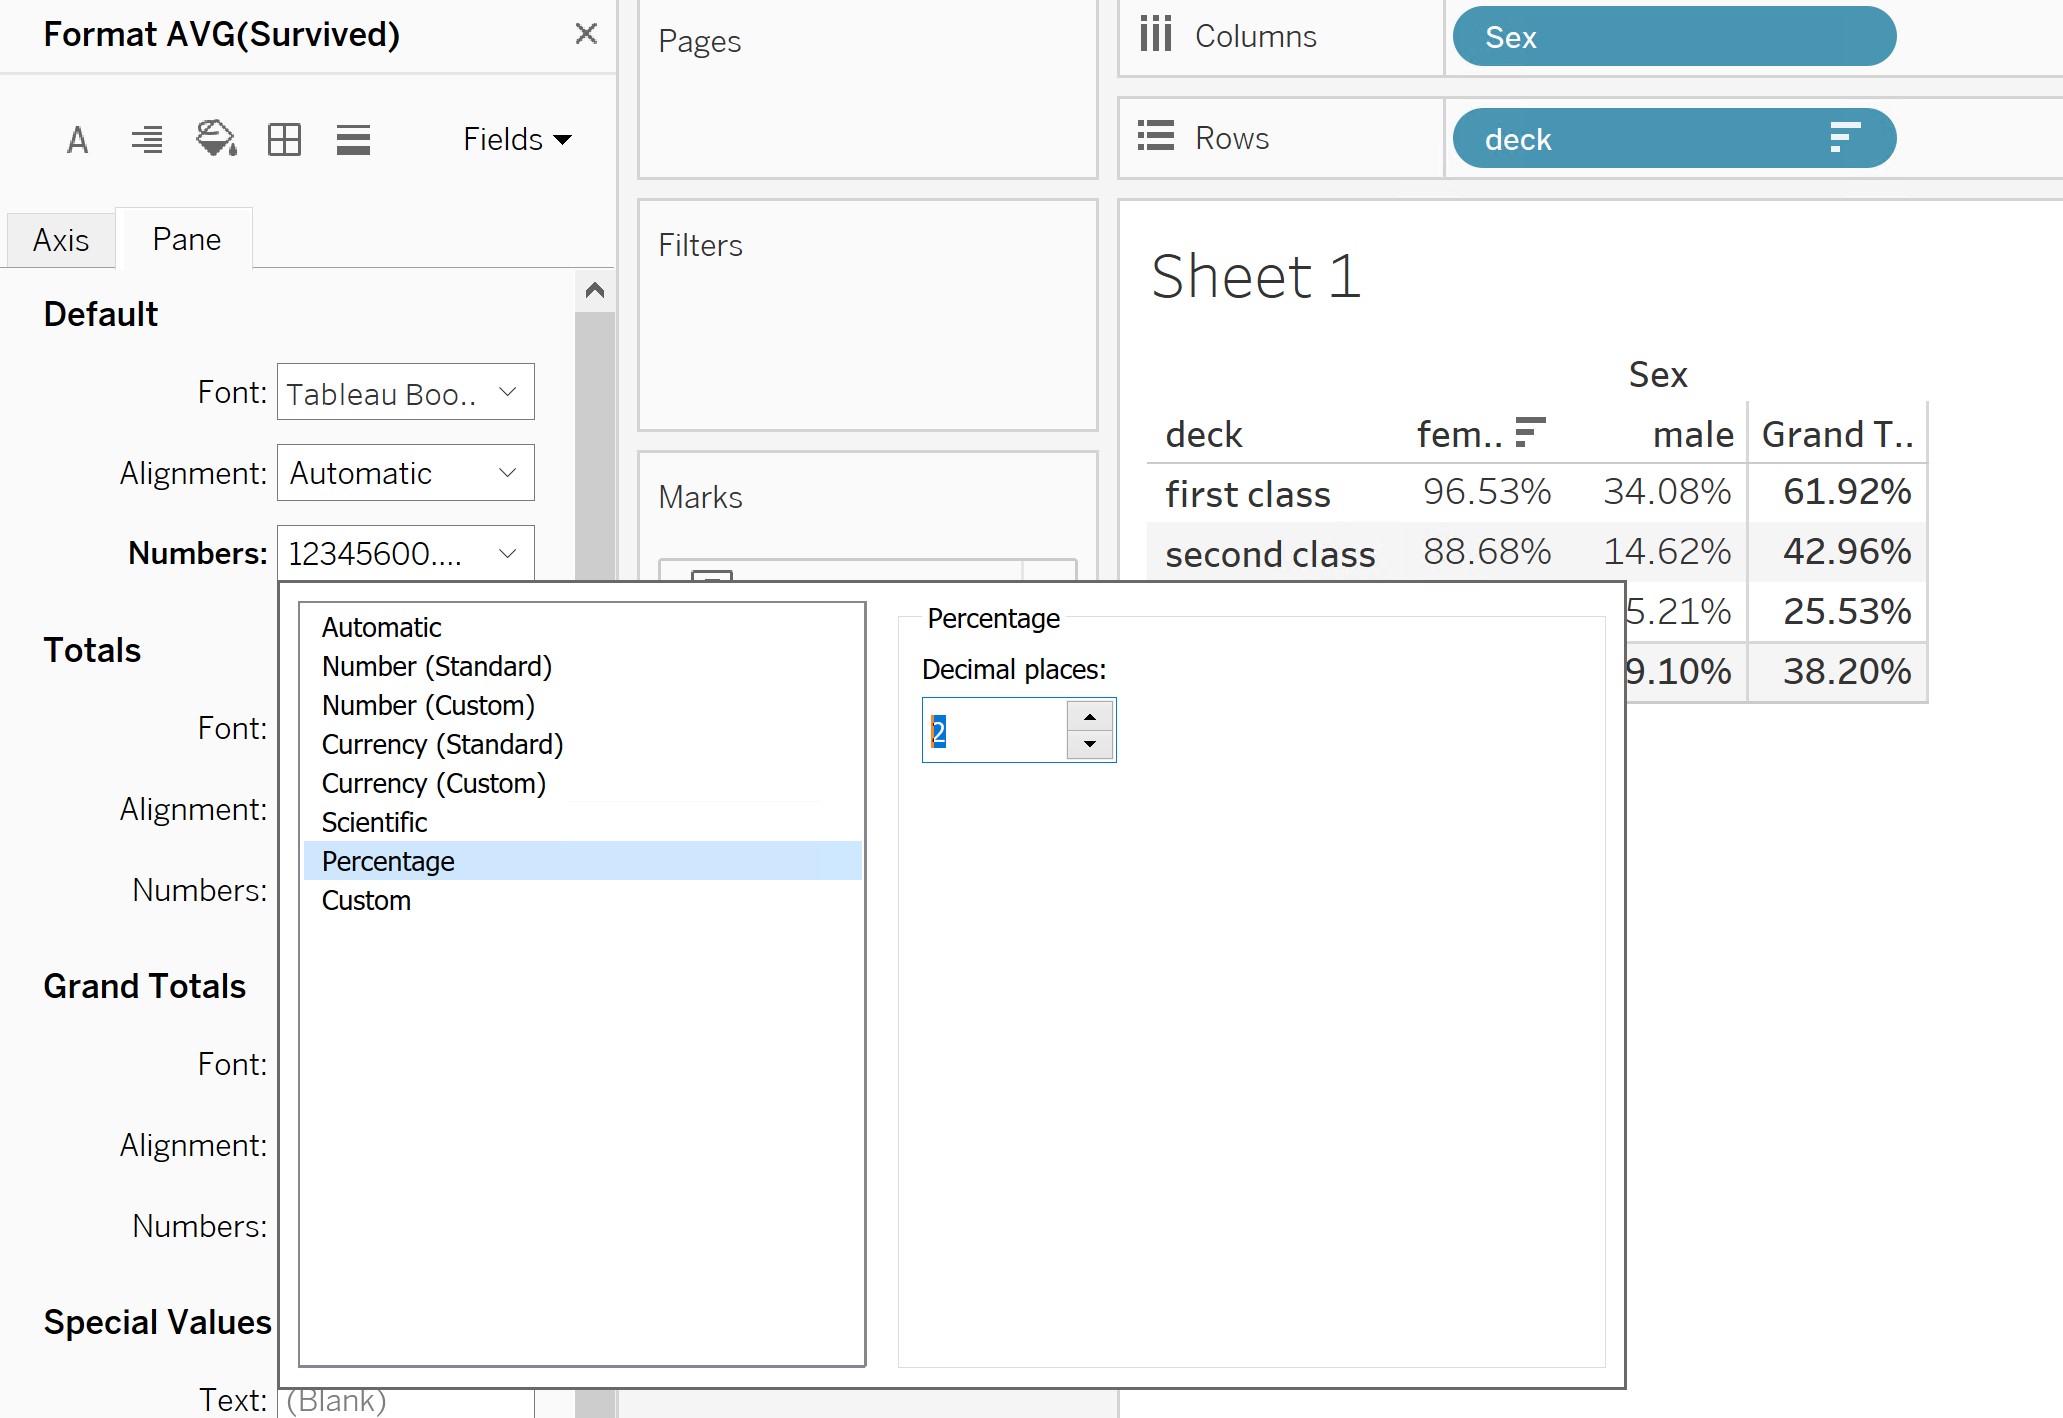 Format AVG(Survived)
Fields
Axis
Pane
Default
Font: Tableau Boo..
Alignment: Automatic
Numbers: 12345600....
Totals
Font:
Alignment:
Numbers:
Grand Totals
Font:
Alignment:
Numbers:
Special Values
Text: (Blank)
Automatic
Number (Standard)
Number (Custom)
Currency (Standard)
Currency (Custom)
Scientific
Percentage
Custom
Percentage
Decimal places:
2
Pages
Filters
Marks
Columns Sex
Rows deck
Sheet 1
Sex
deck fem.. male Grand T..
first class 96.53% 34.08% 61.92%
second class 88.68% 14.62% 42.96%
5.21% 25.53%
9.10% 38.20%